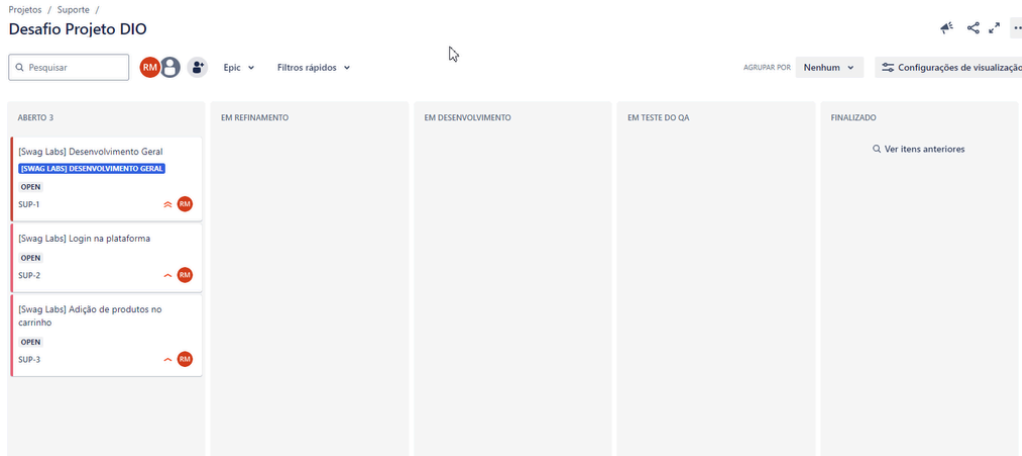 Projetos / Suporte /
Desafio Projeto DIO
Pesquisar
RM
Epic
Filtros rápidos
AGRUPAR POR
Nenhum
Configurações de visualização
ABERTO 3
EM REFINAMENTO
EM DESENVOLVIMENTO
EM TESTE DO QA
FINALIZADO
Ver itens anteriores
[Swag Labs] Desenvolvimento Geral
[SWAG LABS] DESENVOLVIMENTO GERAL
OPEN
SUP-1
RM
[Swag Labs] Login na plataforma
OPEN
SUP-2
RM
[Swag Labs] Adição de produtos no
carrinho
OPEN
SUP-3
RM